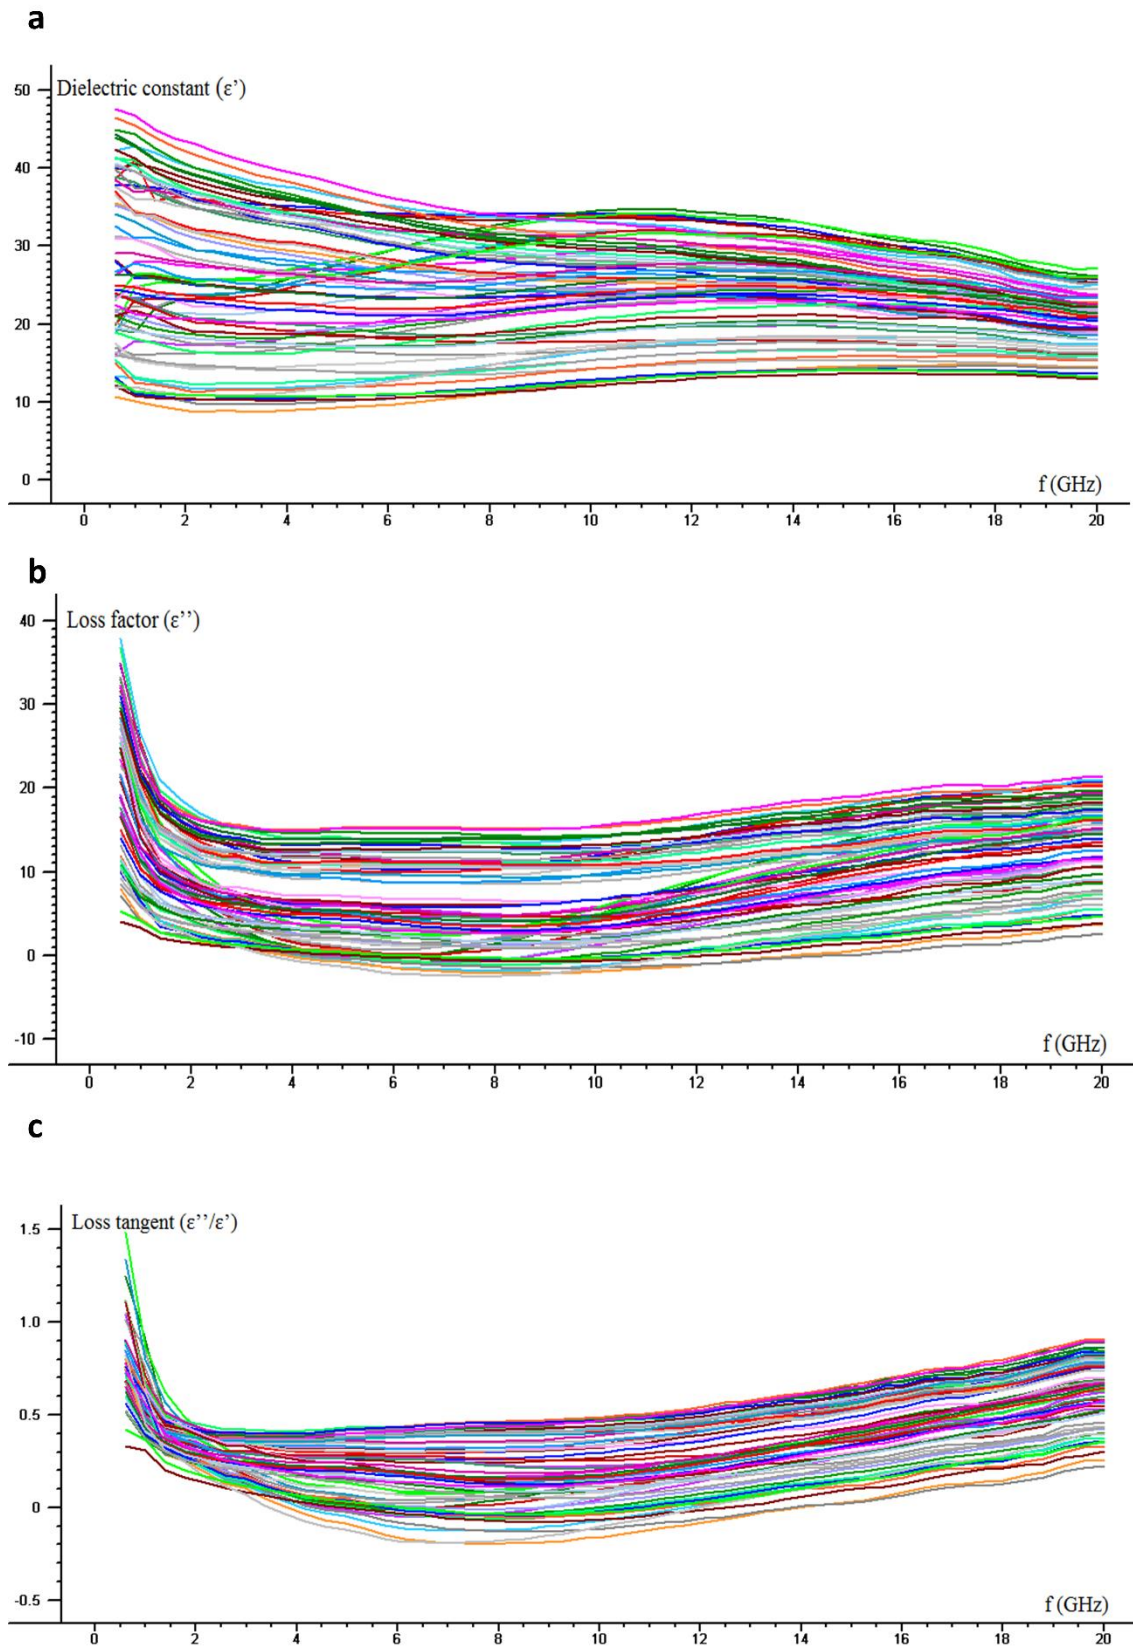 a
Dielectric constant (ε’)
50
40
30
20
10
0
f (GHz)
0 2 4 6 8 10 12 14 16 18 20
b
Loss factor (ε’’)
40
30
20
10
0
-10
f (GHz)
0 2 4 6 8 10 12 14 16 18 20
c
Loss tangent (ε’’/ε’)
1.5
1.0
0.5
0
-0.5
f (GHz)
0 2 4 6 8 10 12 14 16 18 20